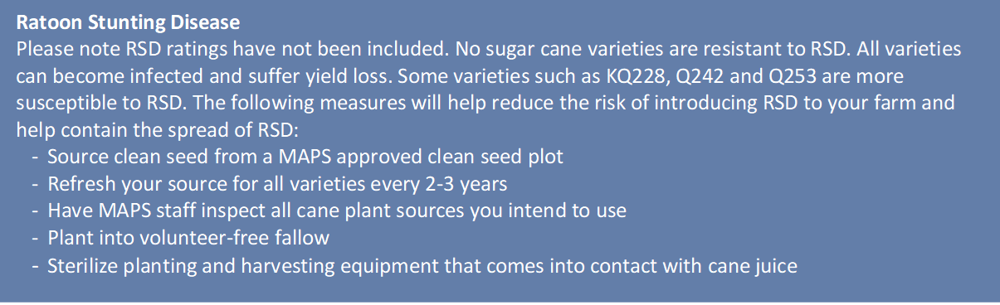 Ratoon Stunting Disease
Please note RSD ratings have not been included. No sugar cane varieties are resistant to RSD. All varieties
can become infected and suffer yield loss. Some varieties such as KQ228, Q242 and Q253 are more
susceptible to RSD. The following measures will help reduce the risk of introducing RSD to your farm and
help contain the spread of RSD:
- Source clean seed from a MAPS approved clean seed plot
- Refresh your source for all varieties every 2-3 years
- Have MAPS staff inspect all cane plant sources you intend to use
- Plant into volunteer-free fallow
- Sterilize planting and harvesting equipment that comes into contact with cane juice